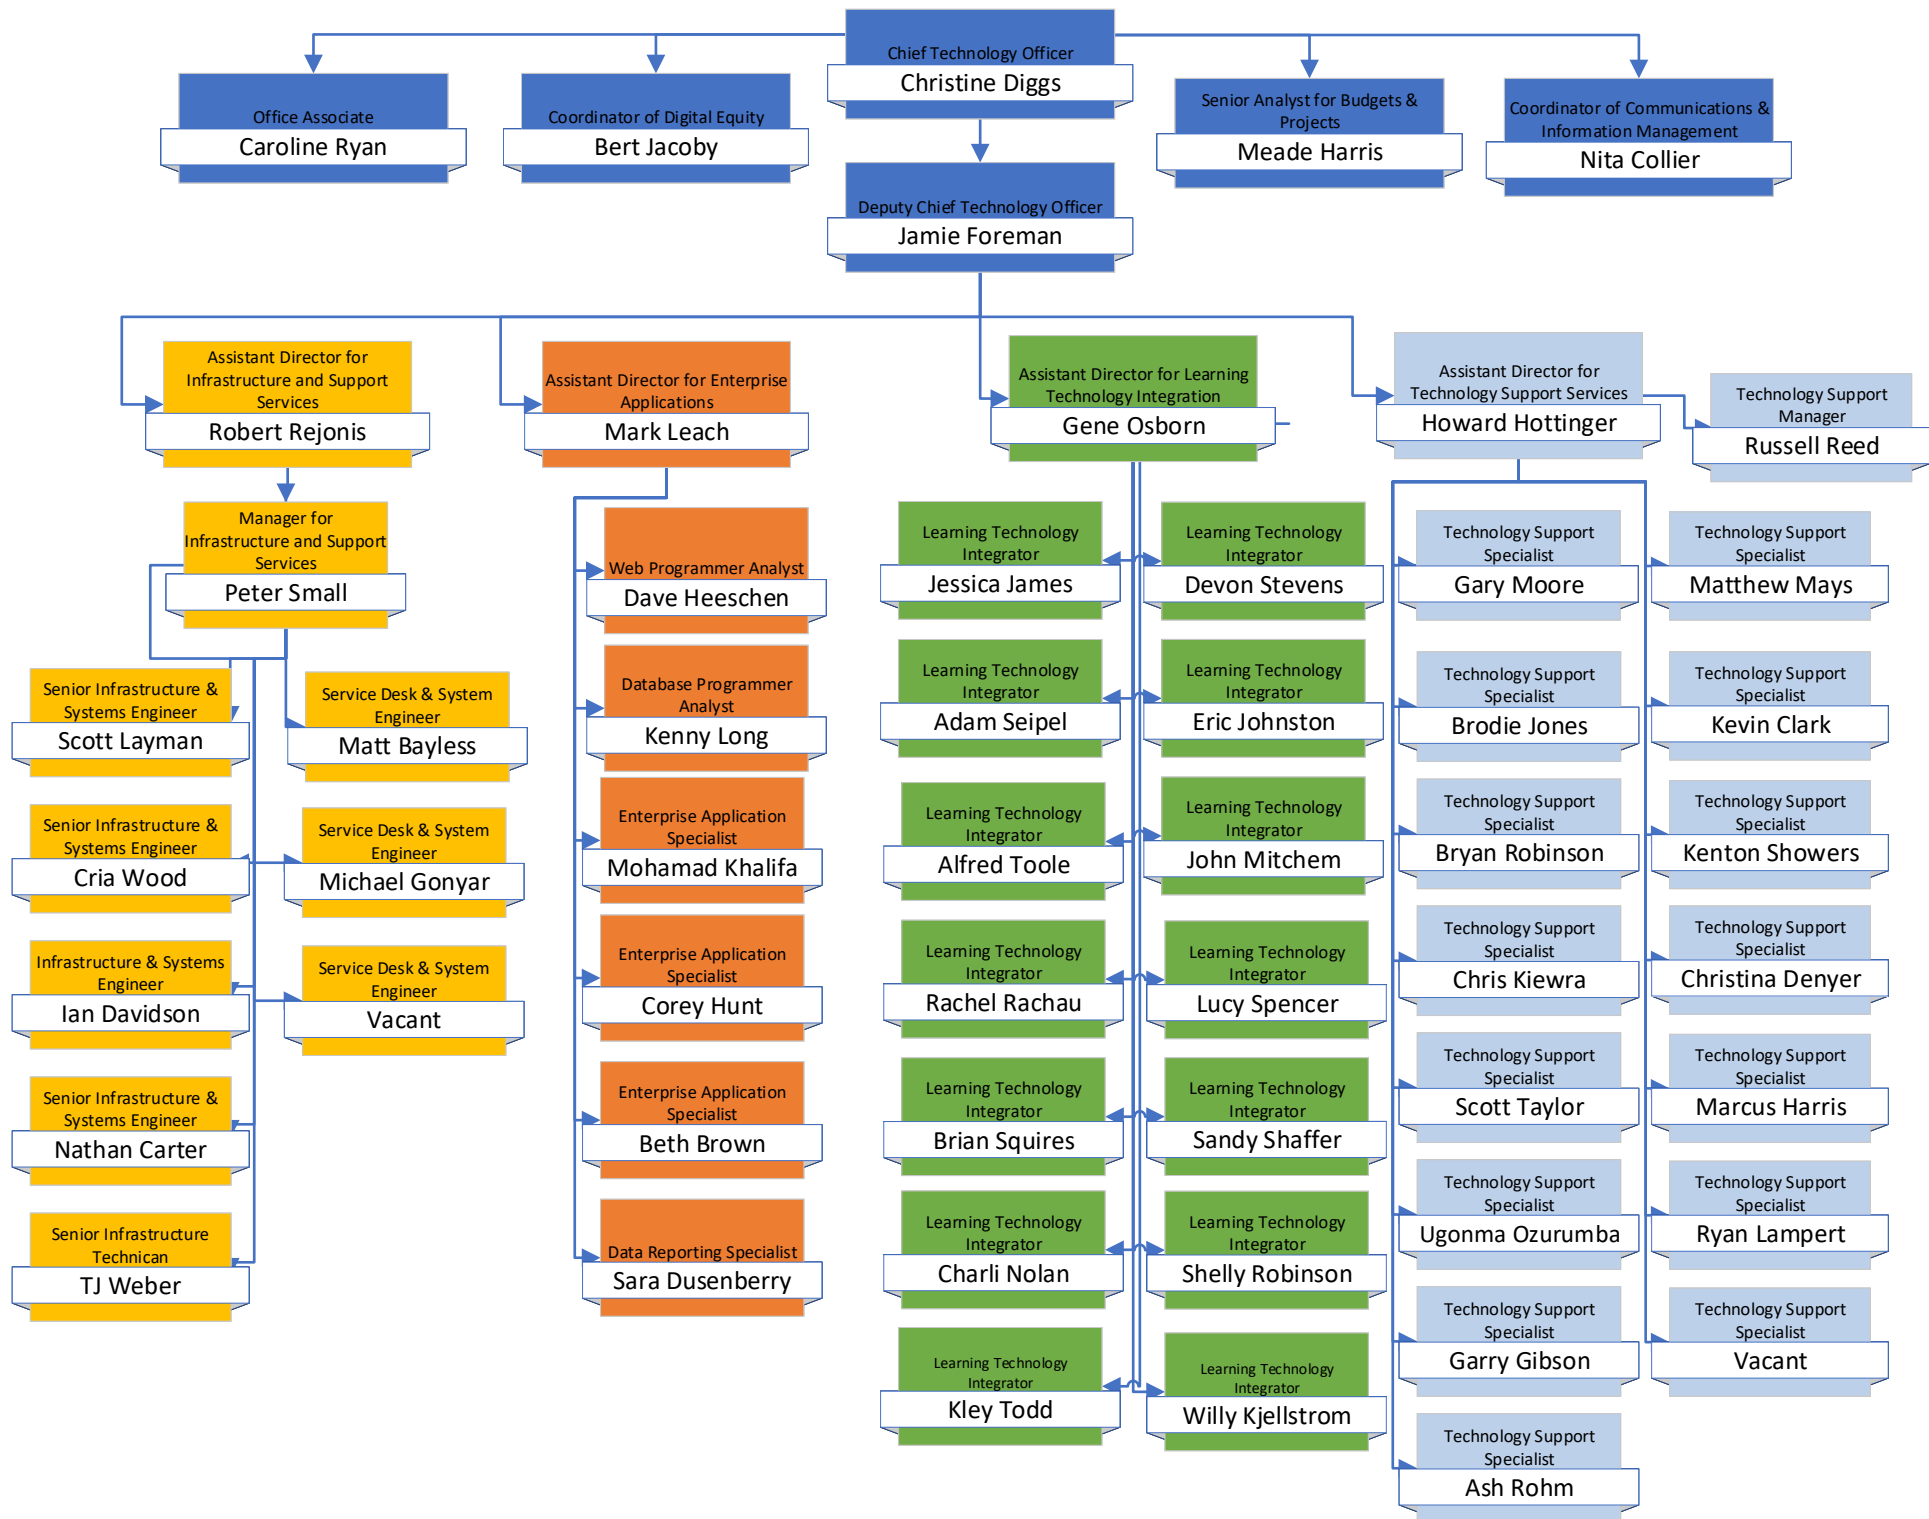 Chief Technology Officer
Christine Diggs
Office Associate
Caroline Ryan
Coordinator of Digital Equity
Bert Jacoby
Senior Analyst for Budgets &
Projects
Meade Harris
Coordinator of Communications &
Information Management
Nita Collier
Deputy Chief Technology Officer
Jamie Foreman
Assistant Director for
Infrastructure and Support
Services
Robert Rejonis
Assistant Director for Enterprise
Applications
Mark Leach
Assistant Director for Learning
Technology Integration
Gene Osborn
Assistant Director for
Technology Support Services
Howard Hottinger
Technology Support
Manager
Russell Reed
Manager for
Infrastructure and Support
Services
Peter Small
Senior Infrastructure &
Systems Engineer
Scott Layman
Service Desk & System
Engineer
Matt Bayless
Senior Infrastructure &
Systems Engineer
Cria Wood
Service Desk & System
Engineer
Michael Gonyar
Infrastructure & Systems
Engineer
Ian Davidson
Service Desk & System
Engineer
Vacant
Senior Infrastructure &
Systems Engineer
Nathan Carter
Senior Infrastructure
Technican
TJ Weber
Web Programmer Analyst
Dave Heeschen
Database Programmer
Analyst
Kenny Long
Enterprise Application
Specialist
Mohamad Khalifa
Enterprise Application
Specialist
Corey Hunt
Enterprise Application
Specialist
Beth Brown
Data Reporting Specialist
Sara Dusenberry
Learning Technology
Integrator
Jessica James
Learning Technology
Integrator
Devon Stevens
Learning Technology
Integrator
Adam Seipel
Learning Technology
Integrator
Eric Johnston
Learning Technology
Integrator
Alfred Toole
Learning Technology
Integrator
John Mitchem
Learning Technology
Integrator
Rachel Rachau
Learning Technology
Integrator
Lucy Spencer
Learning Technology
Integrator
Brian Squires
Learning Technology
Integrator
Sandy Shaffer
Learning Technology
Integrator
Charli Nolan
Learning Technology
Integrator
Shelly Robinson
Learning Technology
Integrator
Kley Todd
Learning Technology
Integrator
Willy Kjellstrom
Technology Support
Specialist
Gary Moore
Technology Support
Specialist
Matthew Mays
Technology Support
Specialist
Brodie Jones
Technology Support
Specialist
Kevin Clark
Technology Support
Specialist
Bryan Robinson
Technology Support
Specialist
Kenton Showers
Technology Support
Specialist
Chris Kiewra
Technology Support
Specialist
Christina Denyer
Technology Support
Specialist
Scott Taylor
Technology Support
Specialist
Marcus Harris
Technology Support
Specialist
Ugonma Ozurumba
Technology Support
Specialist
Ryan Lampert
Technology Support
Specialist
Garry Gibson
Technology Support
Specialist
Vacant
Technology Support
Specialist
Ash Rohm